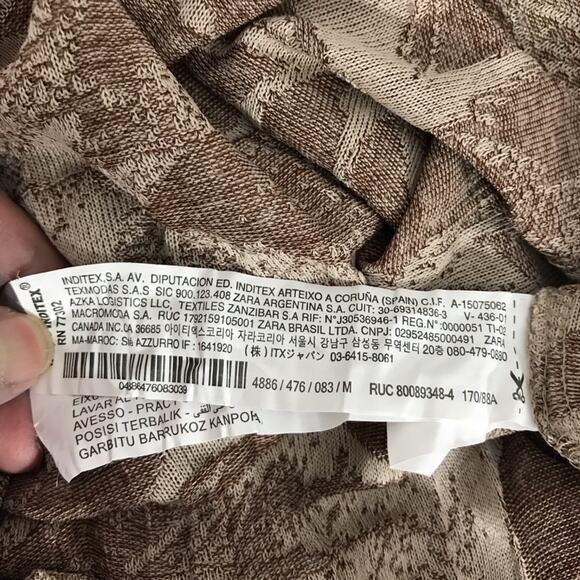 INDITEX
RN 77302
INDITEX,S.A. AV. DIPUTACION ED. INDITEX ARTEIXO A CORUÑA (SPAIN) C.I.F. A-15075062
TEXMODAS S.A.S SIC 900.123.408 ZARA ARGENTINA S.A. CUIT: 30-69314836-3 V-436-01
AZKA LOGISTICS LLC, TEXTILES ZANZIBAR S.A RIF: Nº:J30536946-1 REG.Nº:0000051 TI-02
MACROMODA S.A. RUC 1792159105001 ZARA BRASIL LTDA. CNPJ: 02952485000491 ZARA
CANADA INC.CA 36685 아이티엑스코리아 자라코리아 서울시 강남구 삼성동 무역센터 20층 080-479-0880
MA-MAROC: Sté AZZURRO IF : 1641920 (株) ITXジャパン 03-6415-8061
04886476083039
4886 / 476 / 083 / M RUC 80089348-4 170/88A
LAVAR
AVESSO -
POSISI TERBALIK -
GARBITU BARRUKOZ KANPORA